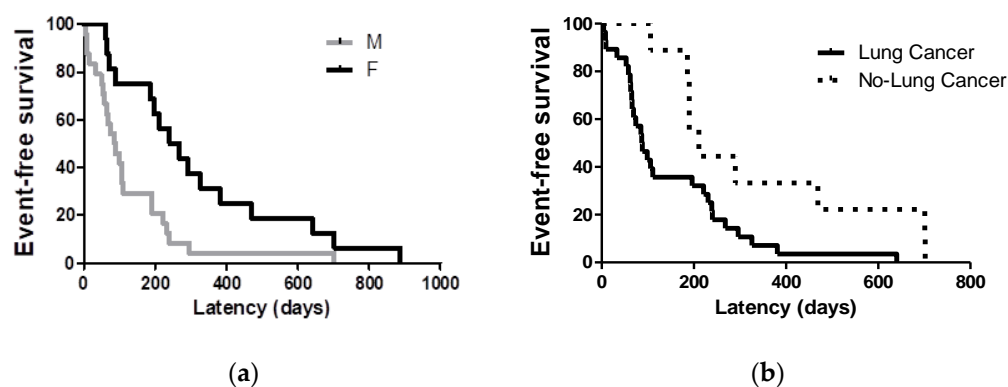 Event-free survival
100
80
60
40
20
0
0 200 400 600 800 1000
Latency (days)
M
F
(a)
Event-free survival
100
80
60
40
20
0
0 200 400 600 800
Latency (days)
Lung Cancer
No-Lung Cancer
(b)